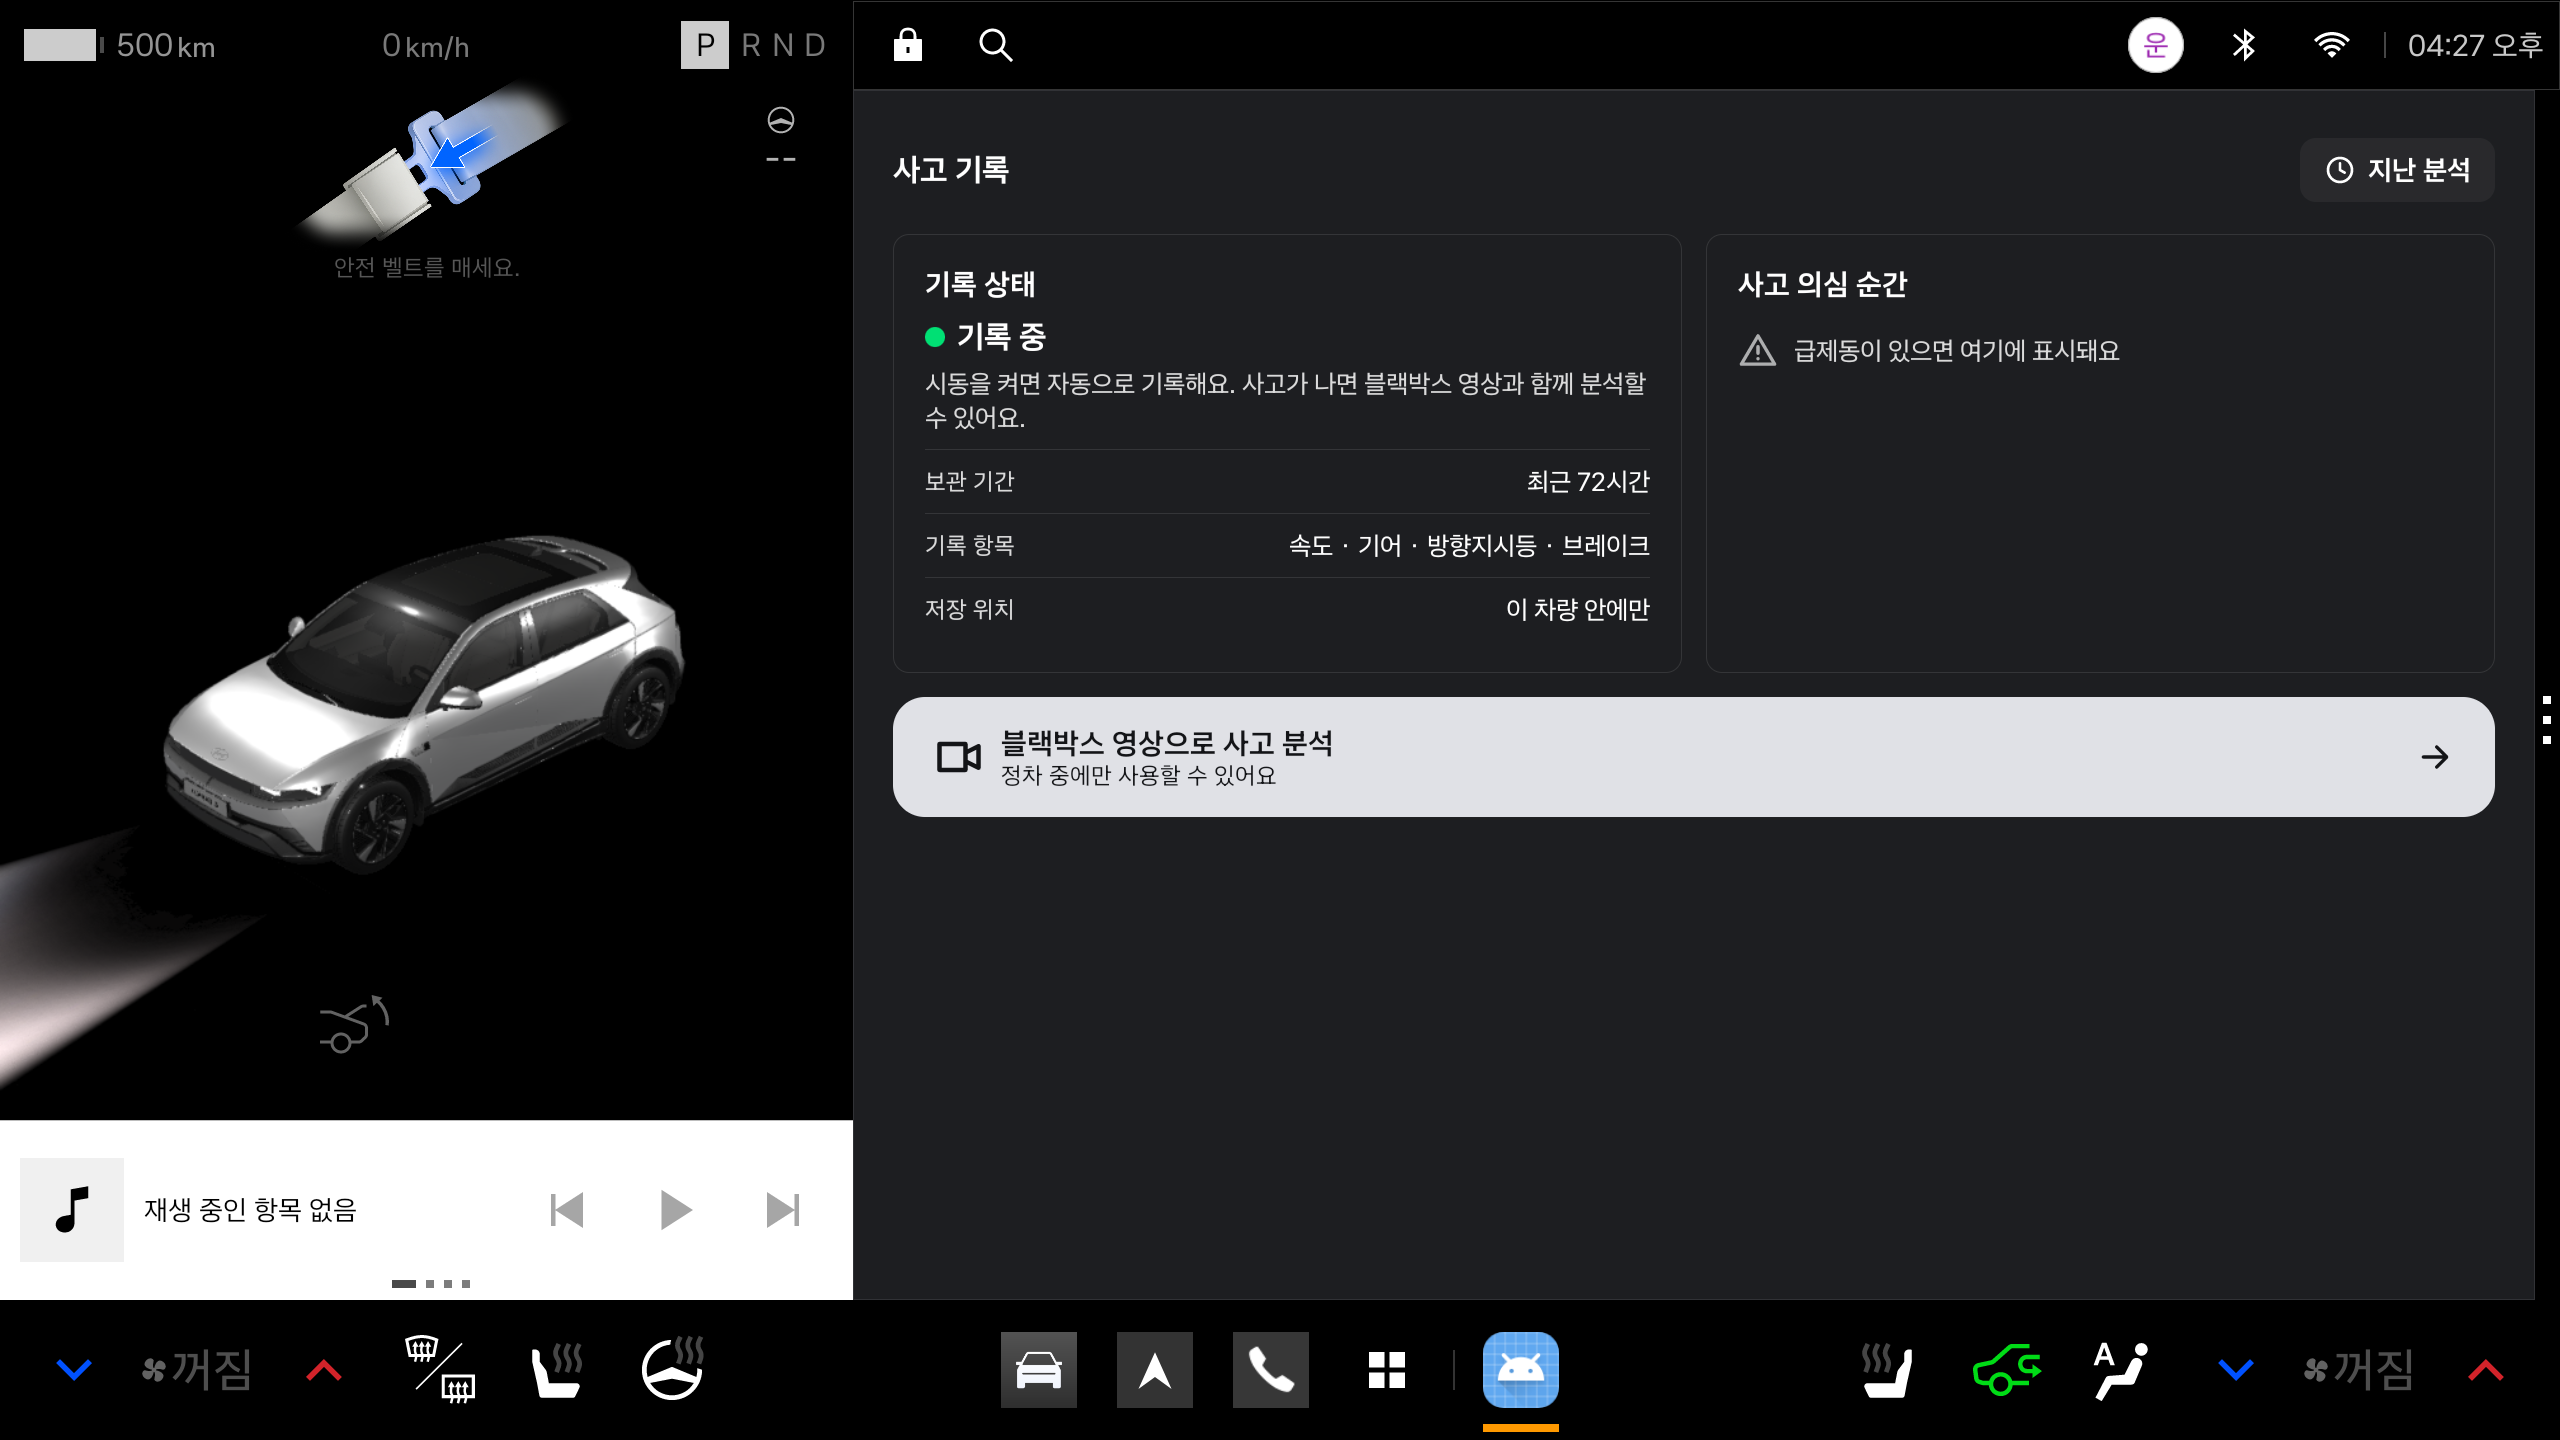 500 km
0 km/h
P R N D
운
04:27 오후
안전 벨트를 매세요.
--
사고 기록
지난 분석
기록 상태
기록 중
시동을 켜면 자동으로 기록해요. 사고가 나면 블랙박스 영상과 함께 분석할
수 있어요.
보관 기간
최근 72시간
기록 항목
속도 · 기어 · 방향지시등 · 브레이크
저장 위치
이 차량 안에만
사고 의심 순간
급제동이 있으면 여기에 표시돼요
블랙박스 영상으로 사고 분석
정차 중에만 사용할 수 있어요
재생 중인 항목 없음
꺼짐
A
꺼짐